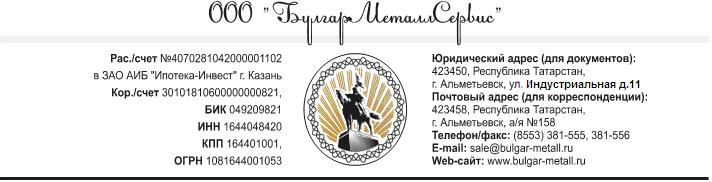 ООО "БулгарМеталлСервис"
Рас./счет №4070281042000001102
в ЗАО АИБ "Ипотека-Инвест" г. Казань
Кор./счет 30101810600000000821,
БИК 049209821
ИНН 1644048420
КПП 164401001,
ОГРН 1081644001053
Юридический адрес (для документов):
423450, Республика Татарстан,
г. Альметьевск, ул. Индустриальная д.11
Почтовый адрес (для корреспонденции):
423458, Республика Татарстан,
г. Альметьевск, а/я №158
Телефон/факс: (8553) 381-555, 381-556
E-mail: sale@bulgar-metall.ru
Web-сайт: www.bulgar-metall.ru